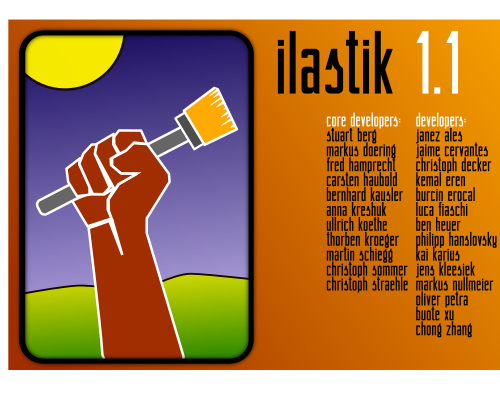 ilastik 1.1
core developers:
stuart berg
markus doering
fred hamprecht
carsten haubold
bernhard kausler
anna kreshuk
ullrich koethe
thorben kroeger
martin schiegg
christoph sommer
christoph straehle
developers:
janez ales
jaime cervantes
christoph decker
kemal eren
burcin erocal
luca fiaschi
ben heuer
philipp hanslovsky
kai karius
jens kleesiek
markus nullmeier
oliver petra
buote xu
chong zhang